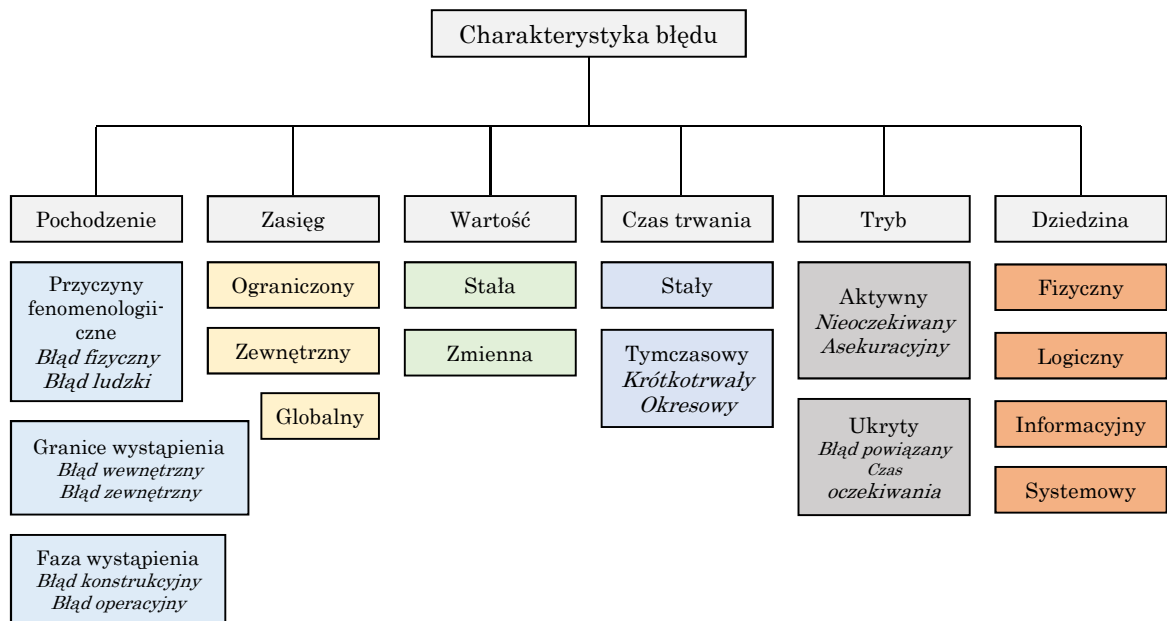 Charakterystyka błędu
Pochodzenie
Zasięg
Wartość
Czas trwania
Tryb
Dziedzina
Przyczyny
fenomenologii-
czne
Błąd fizyczny
Błąd ludzki
Granice wystąpienia
Błąd wewnętrzny
Błąd zewnętrzny
Faza wystąpienia
Błąd konstrukcyjny
Błąd operacyjny
Ograniczony
Zewnętrzny
Globalny
Stała
Zmienna
Stały
Tymczasowy
Krótkotrwały
Okresowy
Aktywny
Nieoczekiwany
Asekuracyjny
Ukryty
Błąd powiązany
Czas
oczekiwania
Fizyczny
Logiczny
Informacyjny
Systemowy